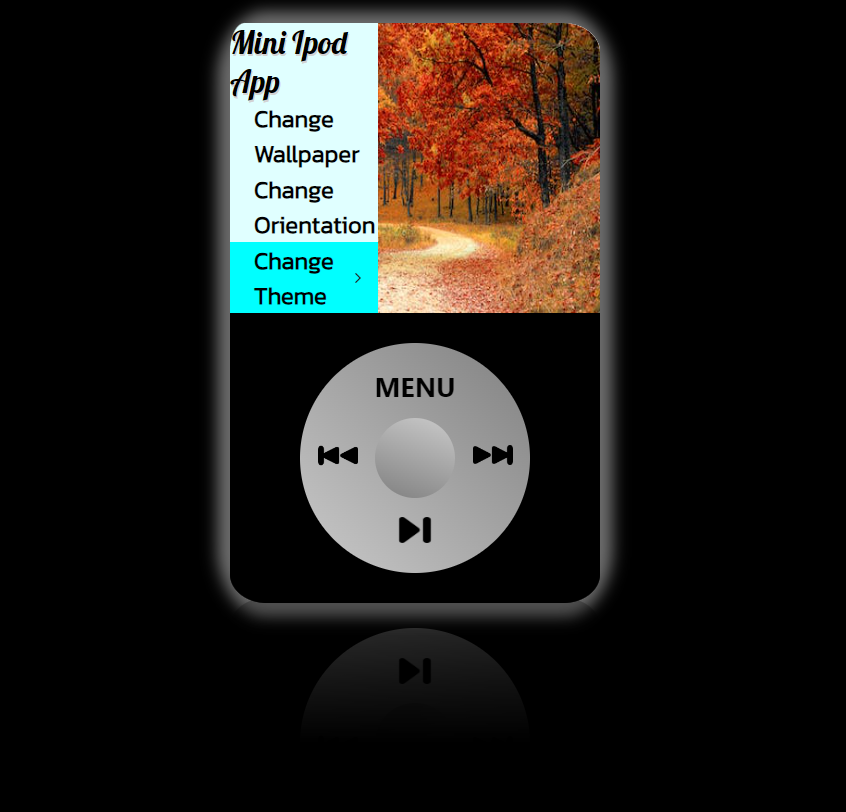 Mini Ipod
App
Change
Wallpaper
Change
Orientation
Change
Theme
MENU